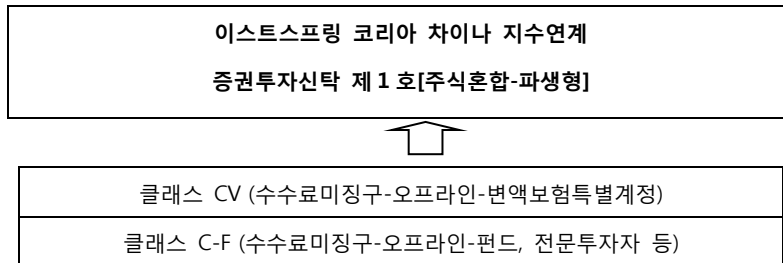 이스트스프링 코리아 차이나 지수연계
증권투자신탁 제 1 호[주식혼합-파생형]
클래스 CV (수수료미징구-오프라인-변액보험특별계정)
클래스 C-F (수수료미징구-오프라인-펀드, 전문투자자 등)